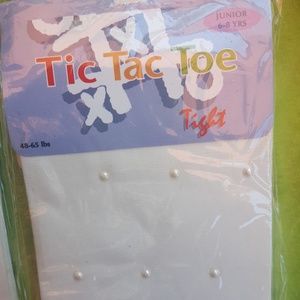 JUNIOR
6-8 YRS
Tic Tac Toe
Tight
48-65 lbs